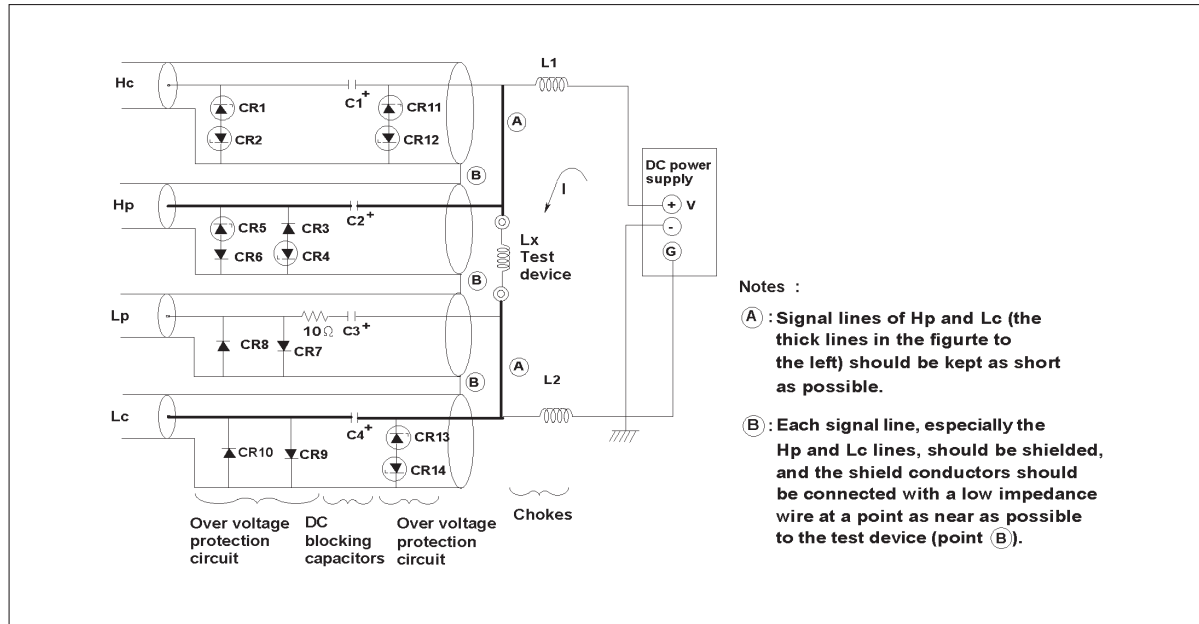 L1
Hc
CR1
C1+
CR11
A
CR2
CR12
DC power
supply
B
I
+ V
Hp
-
CR5
CR3
C2+
Lx
G
CR6
CR4
Test
device
B
Notes :
Lp
A : Signal lines of Hp and Lc (the
thick lines in the figurte to
the left) should be kept as short
as possible.
10Ω
C3+
CR8
CR7
A
B
L2
Lc
C4+
CR13
CR10
CR9
CR14
B : Each signal line, especially the
Hp and Lc lines, should be shielded,
and the shield conductors should
be connected with a low impedance
wire at a point as near as possible
to the test device (point B).
Over voltage
protection
circuit
DC
blocking
capacitors
Over voltage
protection
circuit
Chokes